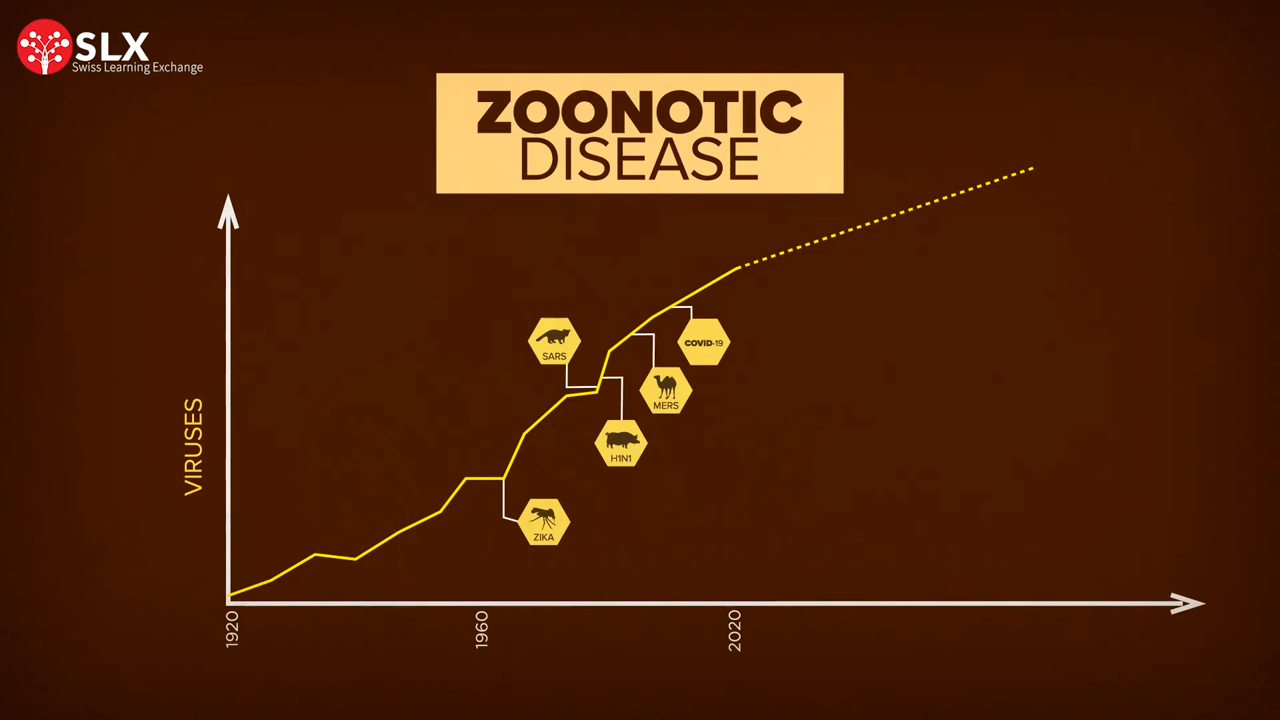 SLX
Swiss Learning Exchange
ZOONOTIC
DISEASE
VIRUSES
SARS
COVID-19
MERS
H1N1
ZIKA
1920
1960
2020